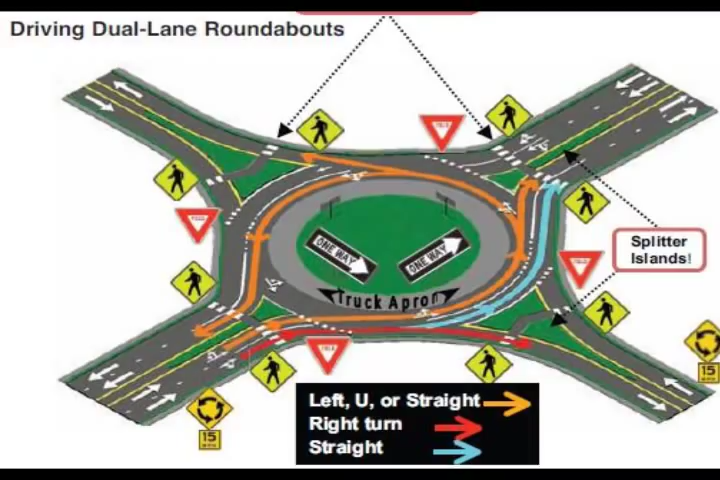 Driving Dual-Lane Roundabouts
Splitter
Islands!
ONE WAY
ONE WAY
Truck Apron
15
15
Left, U, or Straight
Right turn
Straight